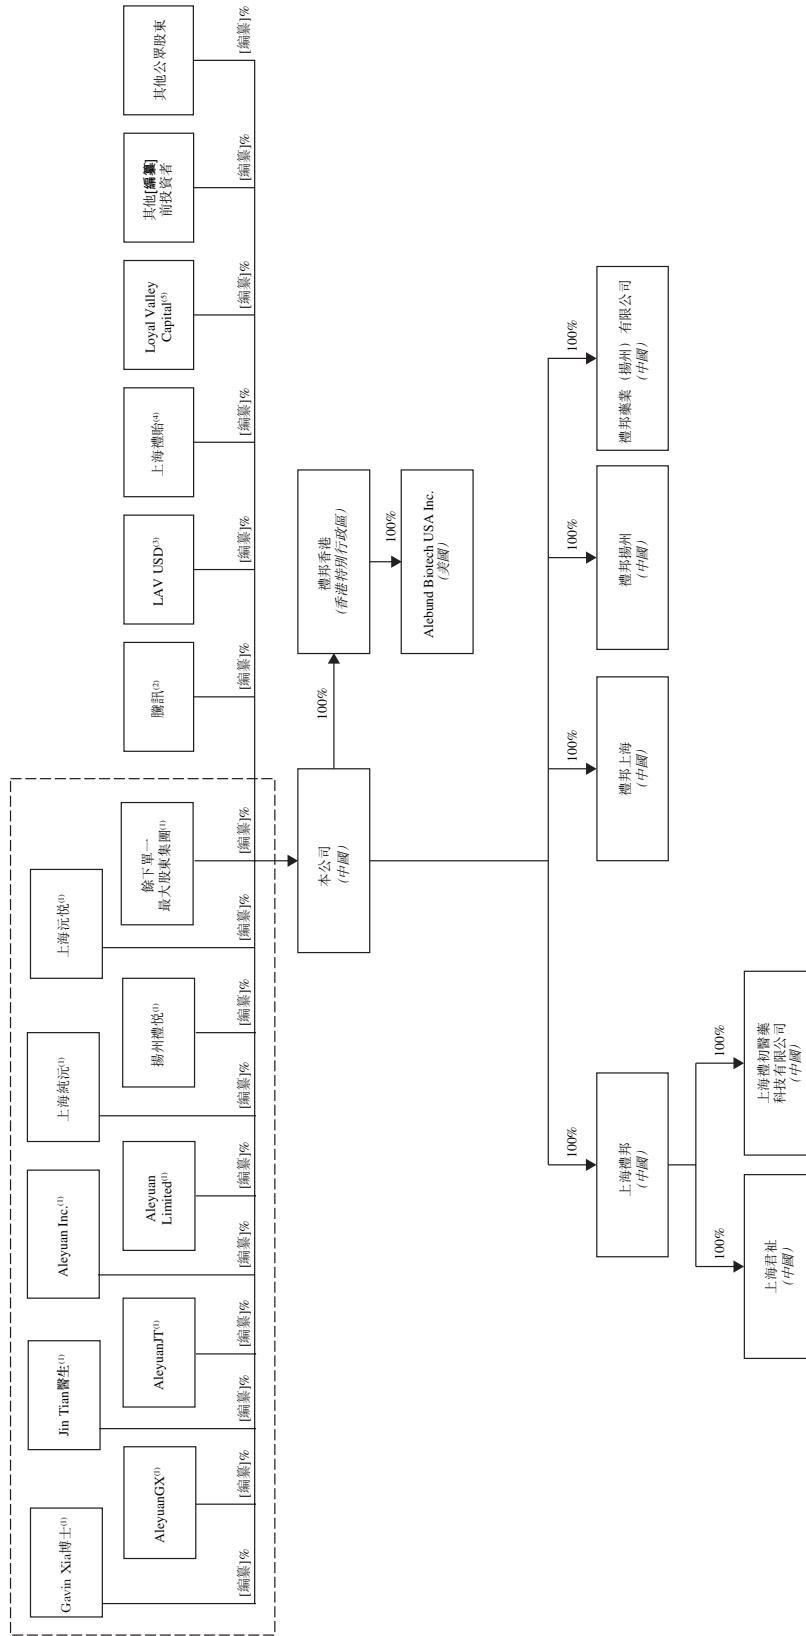 Gavin Xia博士(1)
[編纂]%
AleyuanGX(1)
[編纂]%
Jin Tian醫生(1)
[編纂]%
AleyuanJT(1)
[編纂]%
Aleyuan Inc.(1)
[編纂]%
Aleyuan
Limited(1)
[編纂]%
上海純沅(1)
[編纂]%
揚州禮悅(1)
[編纂]%
上海沅悅(1)
[編纂]%
餘下單一
最大股東集團(1)
[編纂]%
騰訊(2)
[編纂]%
LAV USD(3)
[編纂]%
上海禮貽(4)
[編纂]%
Loyal Valley
Capital(5)
[編纂]%
其他[編纂]
前投資者
[編纂]%
其他公眾股東
[編纂]%
本公司
(中國)
100%
禮邦香港
(香港特別行政區)
100%
Alebund Biotech USA Inc.
(美國)
100%
上海禮邦
(中國)
100%
禮邦上海
(中國)
100%
禮邦揚州
(中國)
100%
禮邦藥業（揚州）有限公司
(中國)
100%
上海君祉
(中國)
100%
上海禮初醫藥
科技有限公司
(中國)